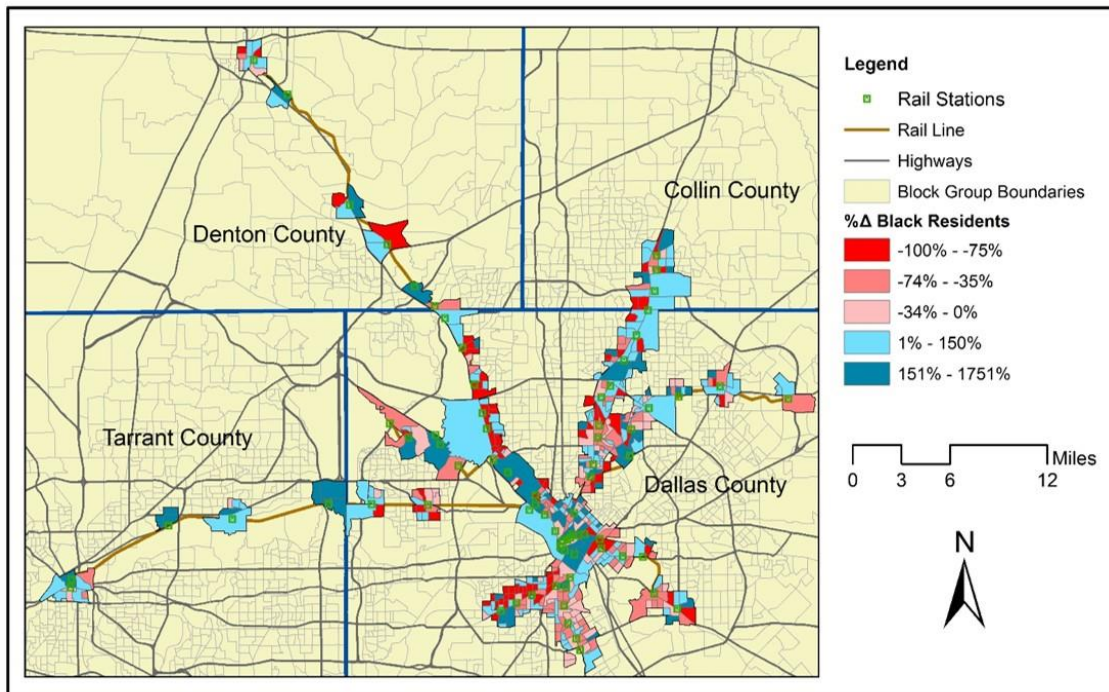 Legend
Rail Stations
Rail Line
Highways
Block Group Boundaries
%Δ Black Residents
-100% - -75%
-74% - -35%
-34% - 0%
1% - 150%
151% - 1751%
Collin County
Denton County
Tarrant County
Dallas County
Miles
0 3 6 12
N